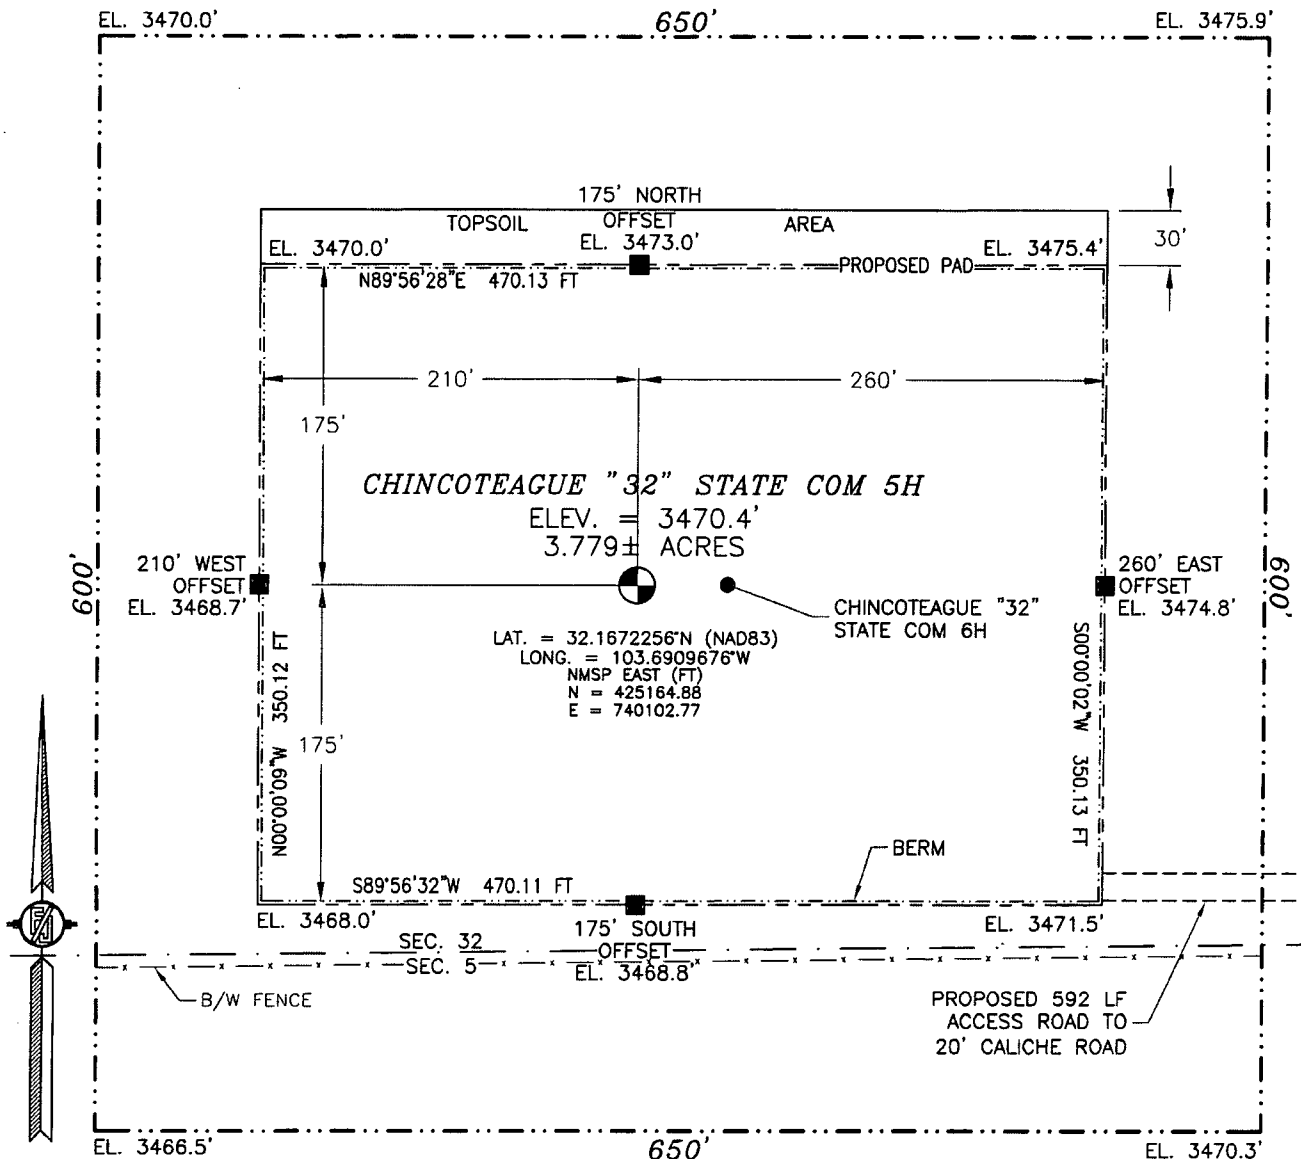 EL. 3470.0'
650'
EL. 3475.9'
175' NORTH
OFFSET
EL. 3473.0'
TOPSOIL
AREA
30'
EL. 3470.0'
EL. 3475.4'
PROPOSED PAD
N89°56'28"E 470.13 FT
210'
260'
175'
CHINCOTEAGUE "32" STATE COM 5H
ELEV. = 3470.4'
3.779± ACRES
600'
210' WEST
OFFSET
EL. 3468.7'
260' EAST
OFFSET
EL. 3474.8'
600'
CHINCOTEAGUE "32"
STATE COM 6H
LAT. = 32.1672256°N (NAD83)
LONG. = 103.6909676°W
NMSP EAST (FT)
N = 425164.88
E = 740102.77
N00°00'09"W 350.12 FT
175'
S00°00'02"W 350.13 FT
BERM
S89°56'32"W 470.11 FT
EL. 3468.0'
175' SOUTH
OFFSET
EL. 3468.8'
EL. 3471.5'
SEC. 32
SEC. 5
B/W FENCE
PROPOSED 592 LF
ACCESS ROAD TO
20' CALICHE ROAD
EL. 3466.5'
650'
EL. 3470.3'